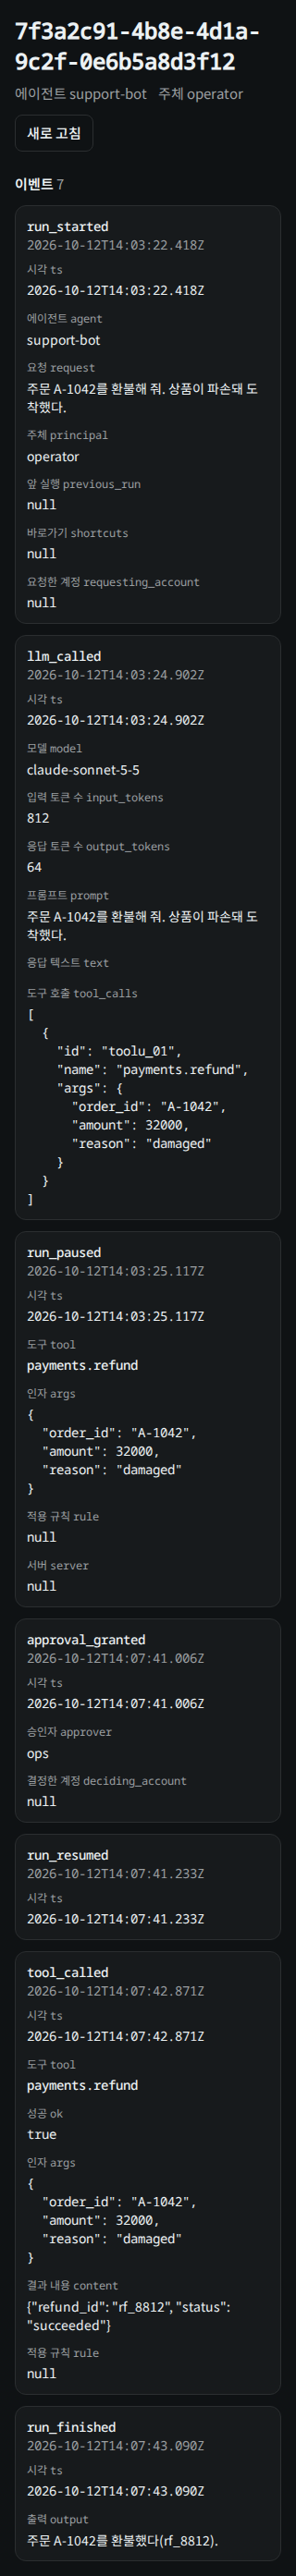 7f3a2c91-4b8e-4d1a-
9c2f-0e6b5a8d3f12
에이전트 support-bot 주체 operator
새로 고침
이벤트 7
run_started
2026-10-12T14:03:22.418Z
시각 ts
2026-10-12T14:03:22.418Z
에이전트 agent
support-bot
요청 request
주문 A-1042를 환불해 줘. 상품이 파손돼 도
착했다.
주체 principal
operator
앞 실행 previous_run
null
바로가기 shortcuts
null
요청한 계정 requesting_account
null
llm_called
2026-10-12T14:03:24.902Z
시각 ts
2026-10-12T14:03:24.902Z
모델 model
claude-sonnet-5-5
입력 토큰 수 input_tokens
812
응답 토큰 수 output_tokens
64
프롬프트 prompt
주문 A-1042를 환불해 줘. 상품이 파손돼 도
착했다.
응답 텍스트 text
도구 호출 tool_calls
[
  {
    "id": "toolu_01",
    "name": "payments.refund",
    "args": {
      "order_id": "A-1042",
      "amount": 32000,
      "reason": "damaged"
    }
  }
]
run_paused
2026-10-12T14:03:25.117Z
시각 ts
2026-10-12T14:03:25.117Z
도구 tool
payments.refund
인자 args
{
  "order_id": "A-1042",
  "amount": 32000,
  "reason": "damaged"
}
적용 규칙 rule
null
서버 server
null
approval_granted
2026-10-12T14:07:41.006Z
시각 ts
2026-10-12T14:07:41.006Z
승인자 approver
ops
결정한 계정 deciding_account
null
run_resumed
2026-10-12T14:07:41.233Z
시각 ts
2026-10-12T14:07:41.233Z
tool_called
2026-10-12T14:07:42.871Z
시각 ts
2026-10-12T14:07:42.871Z
도구 tool
payments.refund
성공 ok
true
인자 args
{
  "order_id": "A-1042",
  "amount": 32000,
  "reason": "damaged"
}
결과 내용 content
{"refund_id": "rf_8812", "status":
"succeeded"}
적용 규칙 rule
null
run_finished
2026-10-12T14:07:43.090Z
시각 ts
2026-10-12T14:07:43.090Z
출력 output
주문 A-1042를 환불했다(rf_8812).